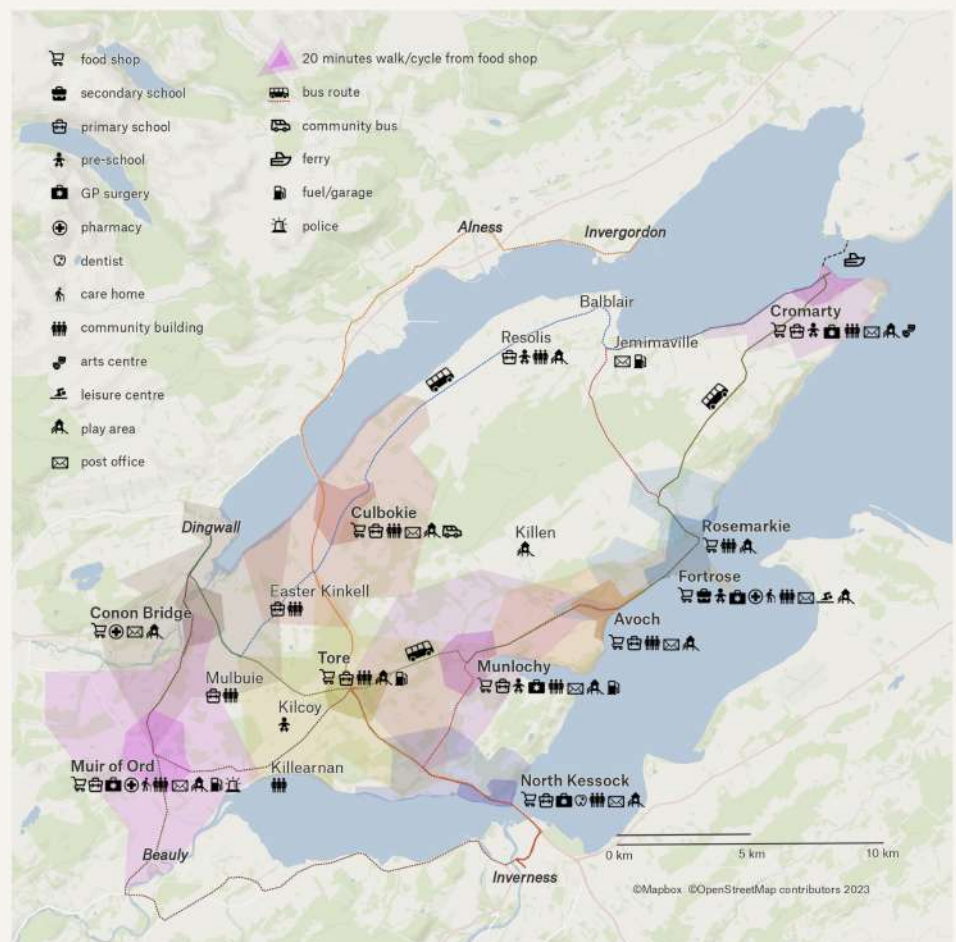 food shop
secondary school
primary school
pre-school
GP surgery
pharmacy
dentist
care home
community building
arts centre
leisure centre
play area
post office
20 minutes walk/cycle from food shop
bus route
community bus
ferry
fuel/garage
police
Alness
Invergordon
Balblair
Cromarty
Resolis
Jemimaville
Culbokie
Dingwall
Killen
Rosemarkie
Fortrose
Easter Kinkell
Conon Bridge
Avoch
Tore
Munlochy
Mulbuie
Kilcoy
Muir of Ord
Killearnan
North Kessock
Beauly
Inverness
0 km 5 km 10 km
©Mapbox ©OpenStreetMap contributors 2023